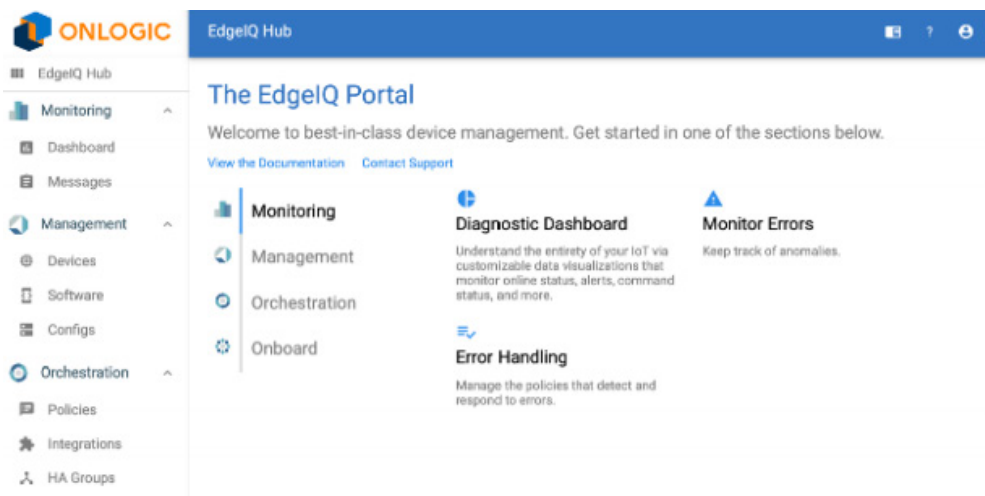 ONLOGIC
EdgeIQ Hub
Monitoring
Dashboard
Messages
Management
Devices
Software
Configs
Orchestration
Policies
Integrations
HA Groups
EdgeIQ Hub
?
The EdgeIQ Portal
Welcome to best-in-class device management. Get started in one of the sections below.
View the Documentation Contact Support
Monitoring
Management
Orchestration
Onboard
Diagnostic Dashboard
Understand the entirety of your IoT via
customizable data visualizations that
monitor online status, alerts, command
status, and more.
Monitor Errors
Keep track of anomalies.
Error Handling
Manage the policies that detect and
respond to errors.